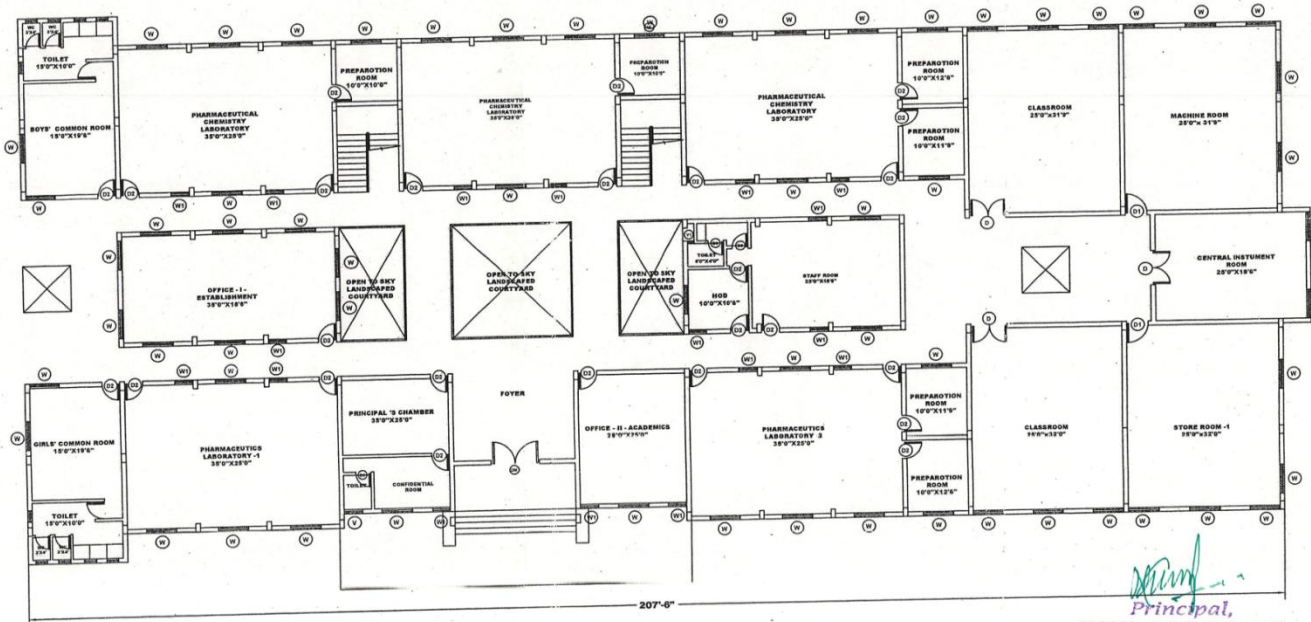 WC
WC
TOILET
15'0"X10'0"
BOYS' COMMON ROOM
15'0"X19'6"
PHARMACEUTICAL
CHEMISTRY
LABORATORY
35'0"X25'0"
PREPAROTION
ROOM
10'0"X10'0"
PHARMACEUTICAL
CHEMISTRY
LABORATORY
PREPAROTION
ROOM
PHARMACEUTICAL
CHEMISTRY
LABORATORY
35'0"X25'0"
PREPAROTION
ROOM
10'0"X12'6"
PREPAROTION
ROOM
10'0"X11'9"
CLASSROOM
25'0"x31'9"
MACHINE ROOM
25'0"x 31'9"
OFFICE - I -
ESTABLISHMENT
35'0"X18'6"
OPEN TO SKY
LANDSCAPED
COURTYARD
OPEN TO SKY
LANDSCAPED
COURTYARD
OPEN TO SKY
LANDSCAPED
COURTYARD
TOILET
HOD
10'0"X10'6"
STAFF ROOM
CENTRAL INSTUMENT
ROOM
25'0"X18'6"
GIRLS' COMMON ROOM
15'0"X19'6"
TOILET
15'0"X10'0"
PHARMACEUTICS
LABORATORY -1
35'0"X25'0"
PRINCIPAL 'S CHAMBER
35'0"X25'0"
TOILET
CONFIDENTIAL
ROOM
FOYER
OFFICE - II - ACADEMICS
PHARMACEUTICS
LABORATORY 2
35'0"X25'0"
PREPAROTION
ROOM
10'0"X11'9"
PREPAROTION
ROOM
10'0"X12'6"
CLASSROOM
STORE ROOM -1
25'0"x32'0"
207'-6"
Principal,